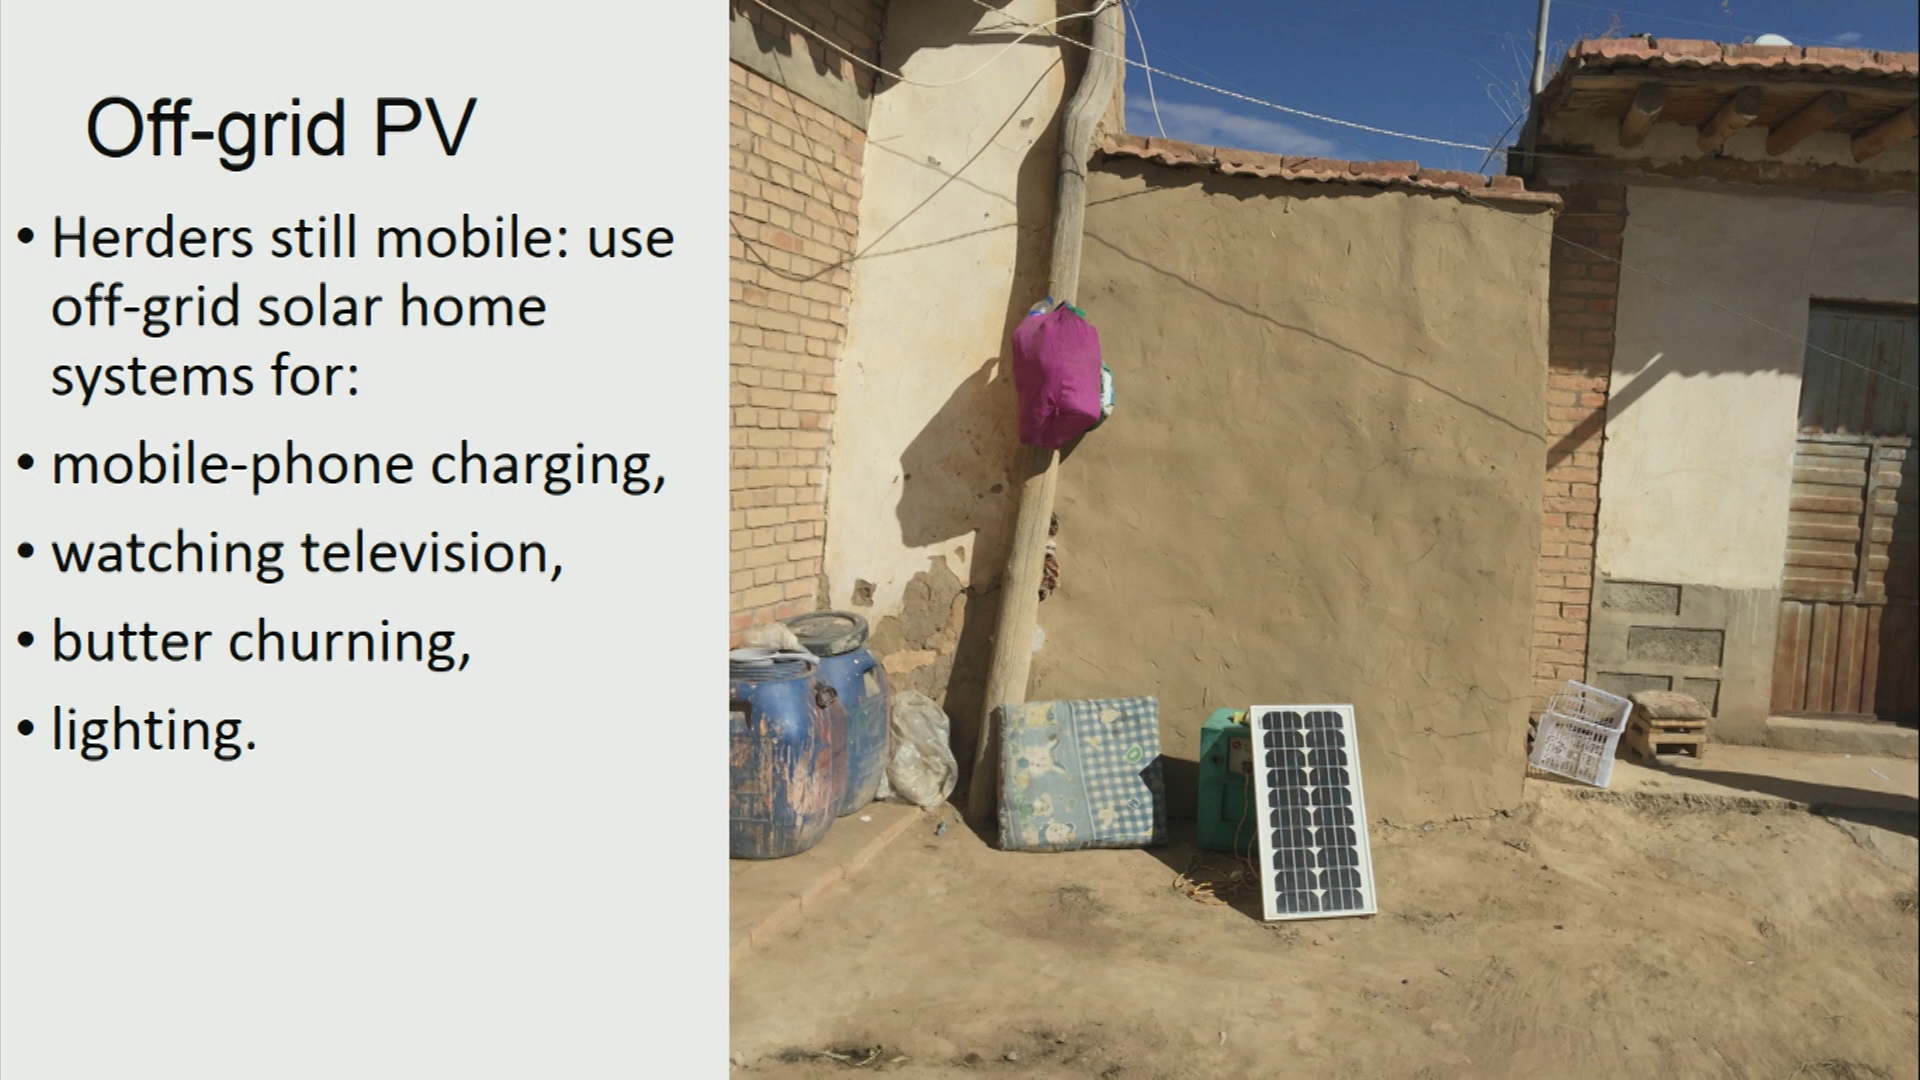 Off-grid PV
• Herders still mobile: use
off-grid solar home
systems for:
• mobile-phone charging,
• watching television,
• butter churning,
• lighting.